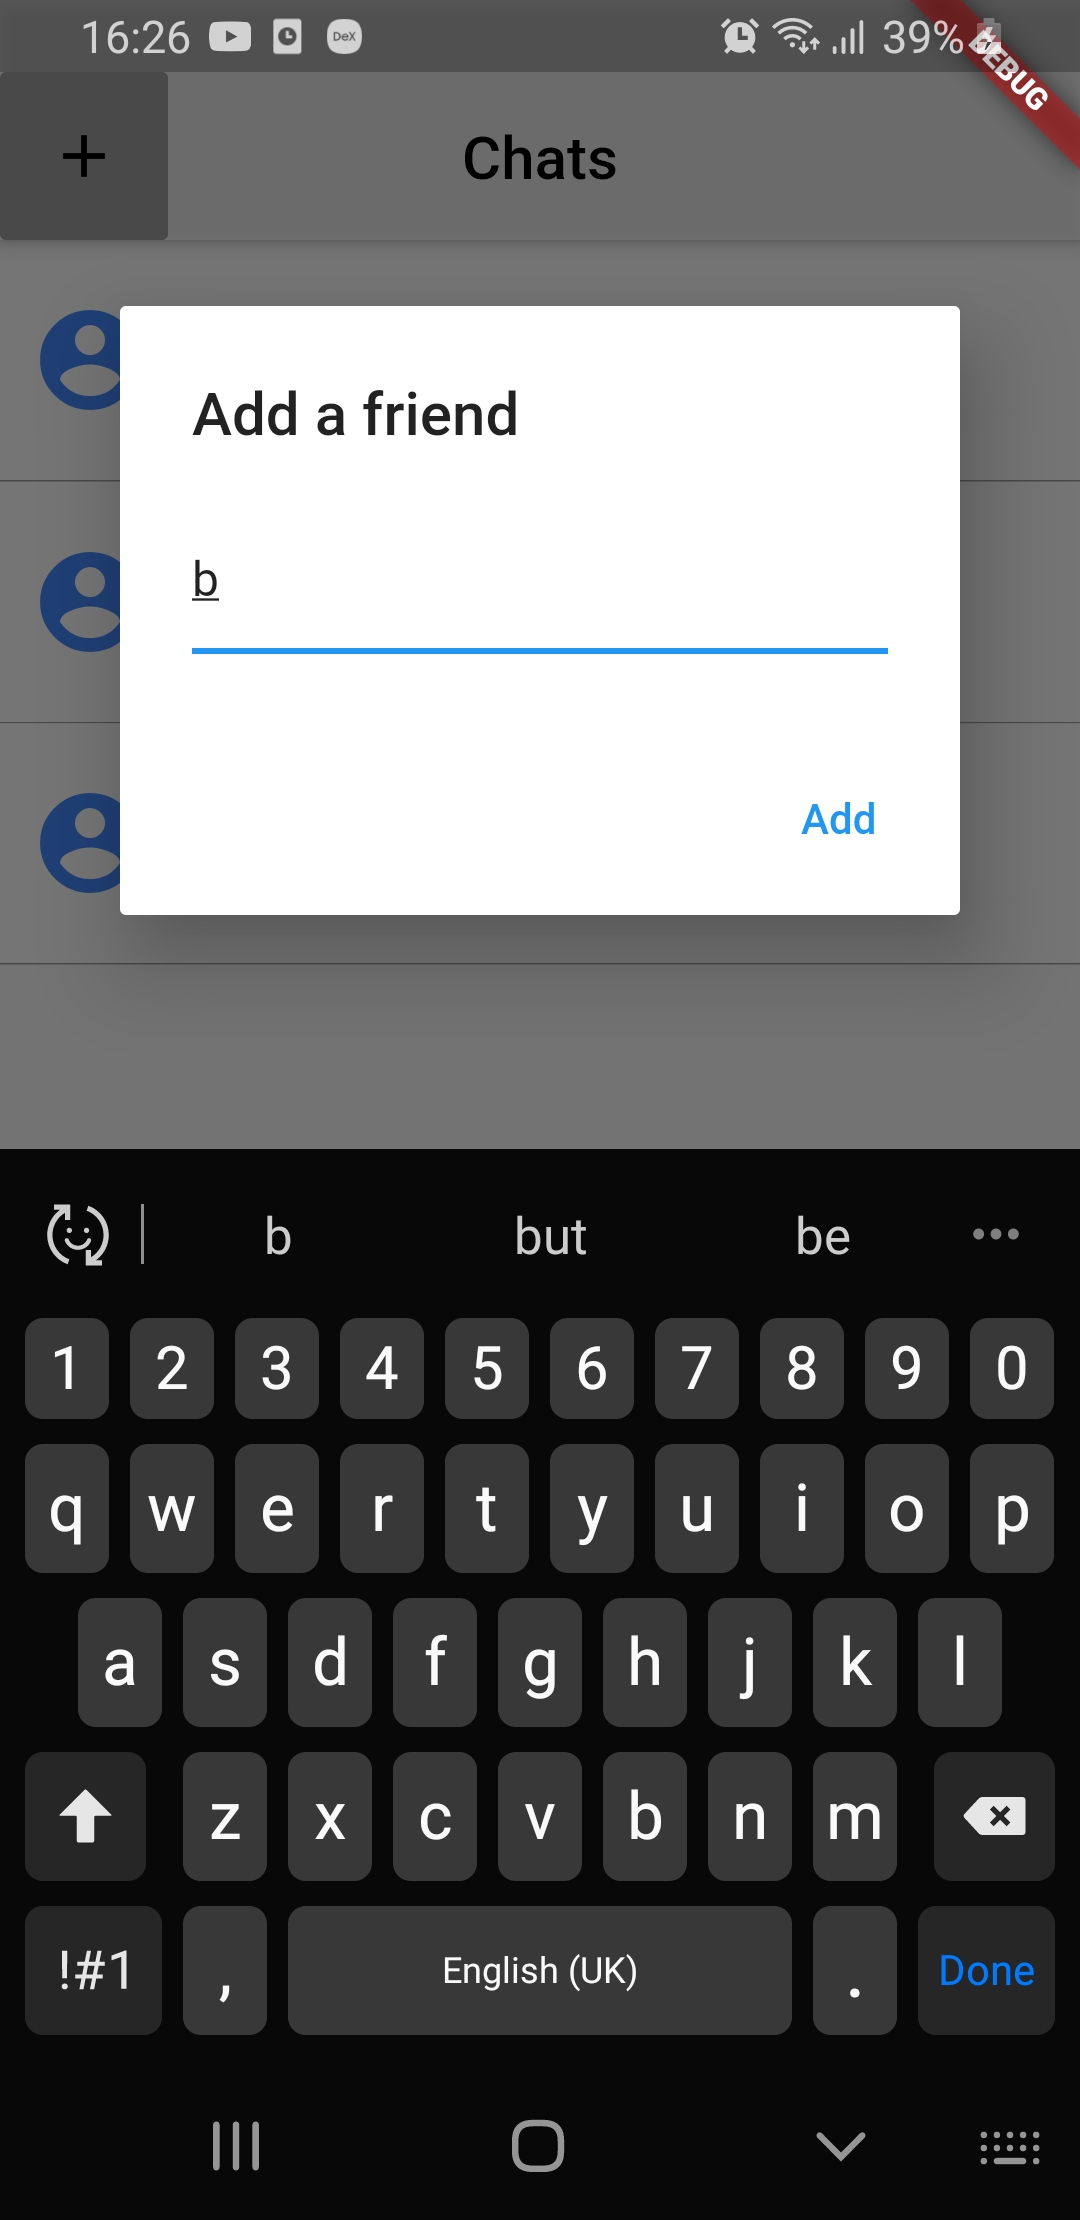 16:26 DeX 39%
DEBUG
Chats
Add a friend
b
Add
b but be
1 2 3 4 5 6 7 8 9 0
q w e r t y u i o p
a s d f g h j k l
z x c v b n m
!#1 , English (UK) . Done